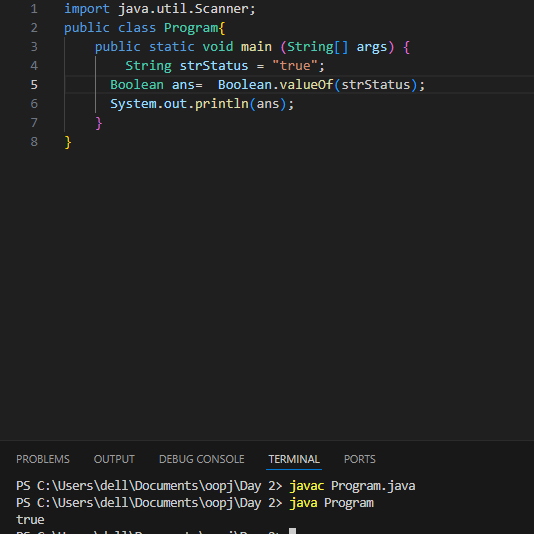 1 import java.util.Scanner;
2 public class Program{
3 public static void main (String[] args) {
4 String strStatus = "true";
5 Boolean ans= Boolean.valueOf(strStatus);
6 System.out.println(ans);
7 }
8 }
PROBLEMS OUTPUT DEBUG CONSOLE TERMINAL PORTS
PS C:\Users\dell\Documents\oopj\Day 2> javac Program.java
PS C:\Users\dell\Documents\oopj\Day 2> java Program
true